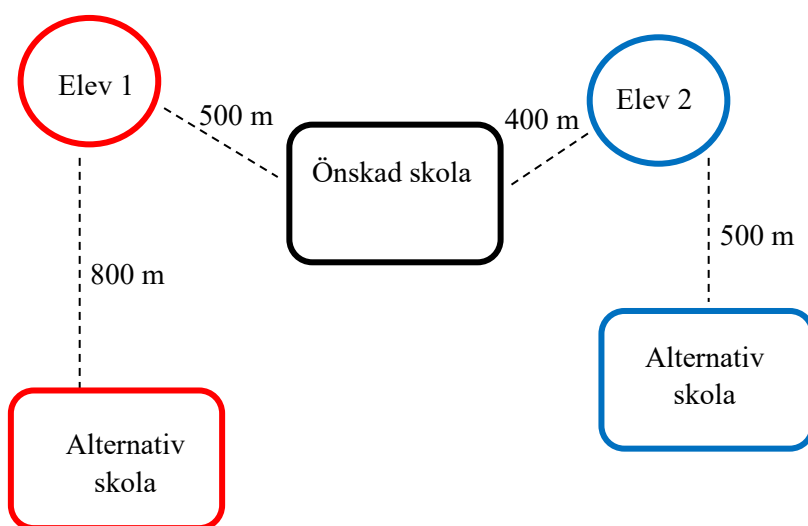 Elev 1
500 m
Önskad skola
400 m
Elev 2
800 m
500 m
Alternativ
skola
Alternativ
skola